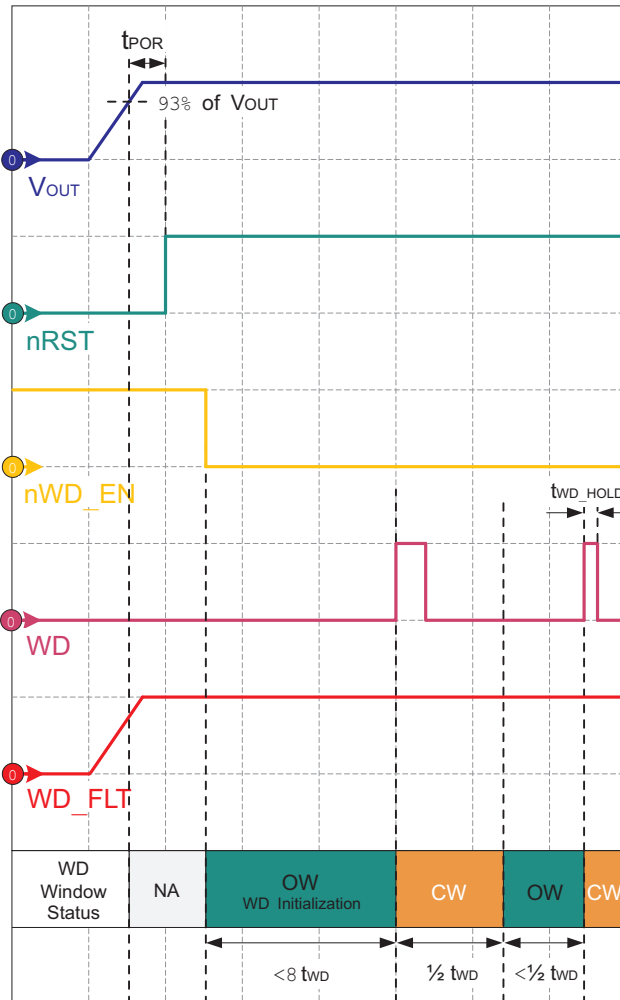 tPOR
93% of VOUT
0
VOUT
0
nRST
0
nWD_EN
tWD_HOLD
0
WD
0
WD_FLT
WD
Window
Status
NA
OW
WD Initialization
CW
OW
CW
<8 tWD
½ tWD
<½ tWD